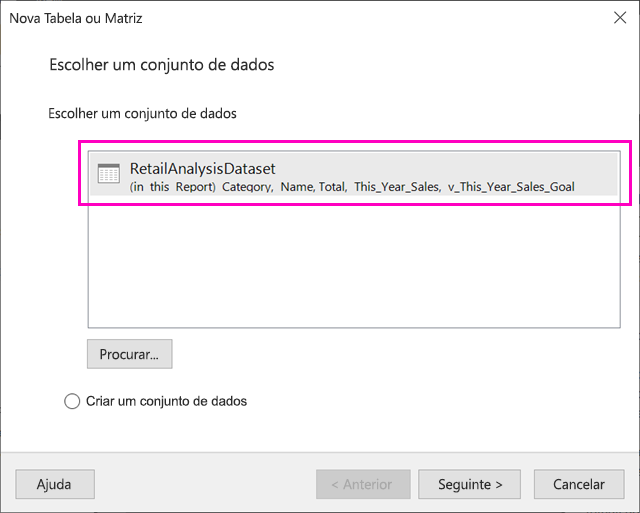 Nova Tabela ou Matriz
Escolher um conjunto de dados
Escolher um conjunto de dados
RetailAnalysisDataset
(in this Report) Category, Name, Total, This_Year_Sales, v_This_Year_Sales_Goal
Procurar...
Criar um conjunto de dados
Ajuda
< Anterior
Seguinte >
Cancelar